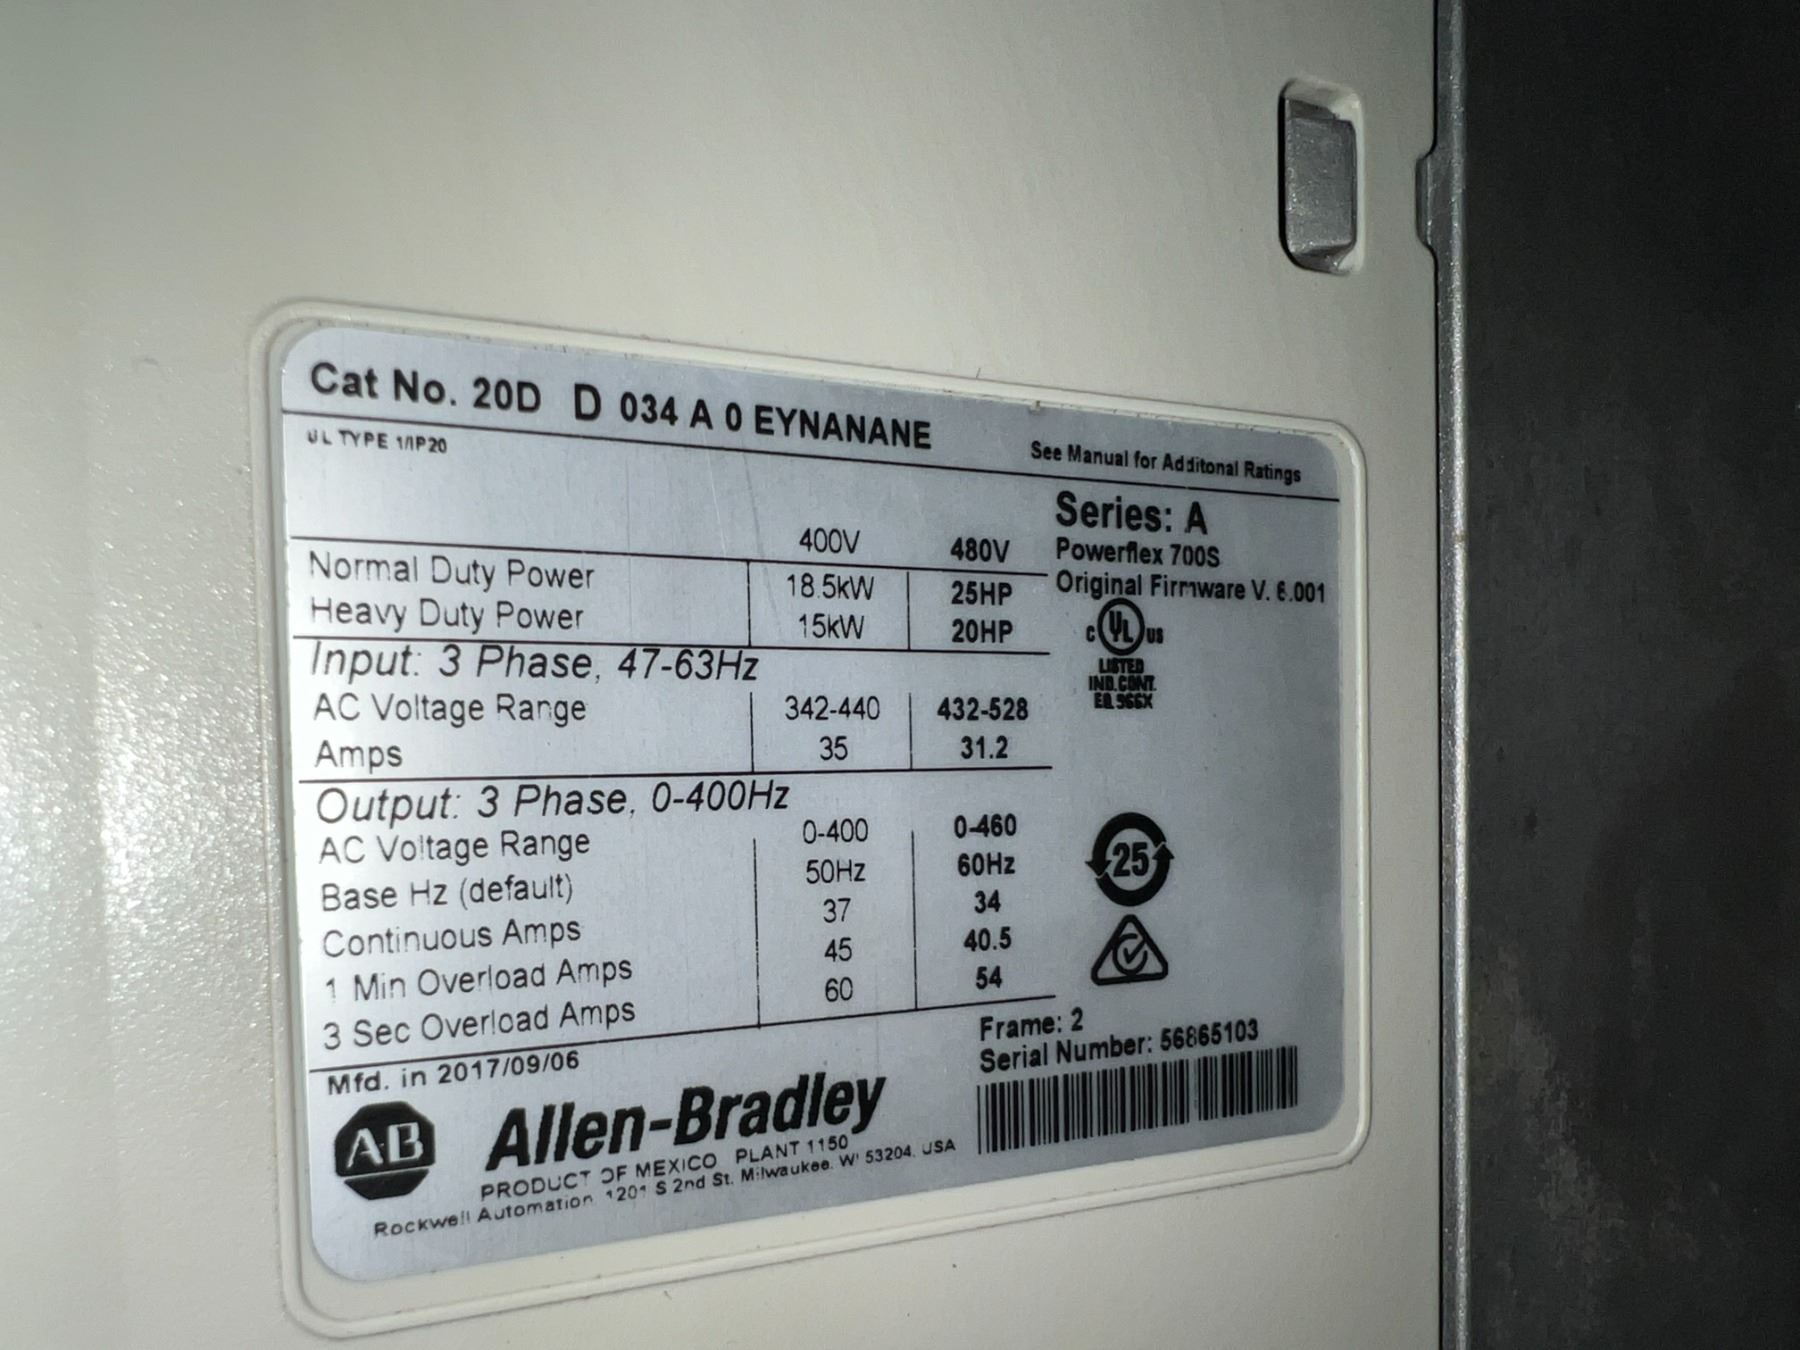 Cat No. 20D D 034 A 0 EYNANANE
UL TYPE 1/IP20
See Manual for Additonal Ratings
Series: A
Powerflex 700S
Original Firmware V. 6.001
400V 480V
Normal Duty Power 18.5kW 25HP
Heavy Duty Power 15kW 20HP
C UL US
LISTED
IND.CONT.
EQ.966X
Input: 3 Phase, 47-63Hz
AC Voltage Range 342-440 432-528
Amps 35 31.2
Output: 3 Phase, 0-400Hz
AC Voltage Range 0-400 0-460
Base Hz (default) 50Hz 60Hz
Continuous Amps 37 34
1 Min Overload Amps 45 40.5
3 Sec Overload Amps 60 54
25
Mfd. in 2017/09/06
Frame: 2
Serial Number: 56865103
A-B
Allen-Bradley
PRODUCT OF MEXICO PLANT 1150
Rockwell Automation 1201 S 2nd St. Milwaukee. WI 53204. USA